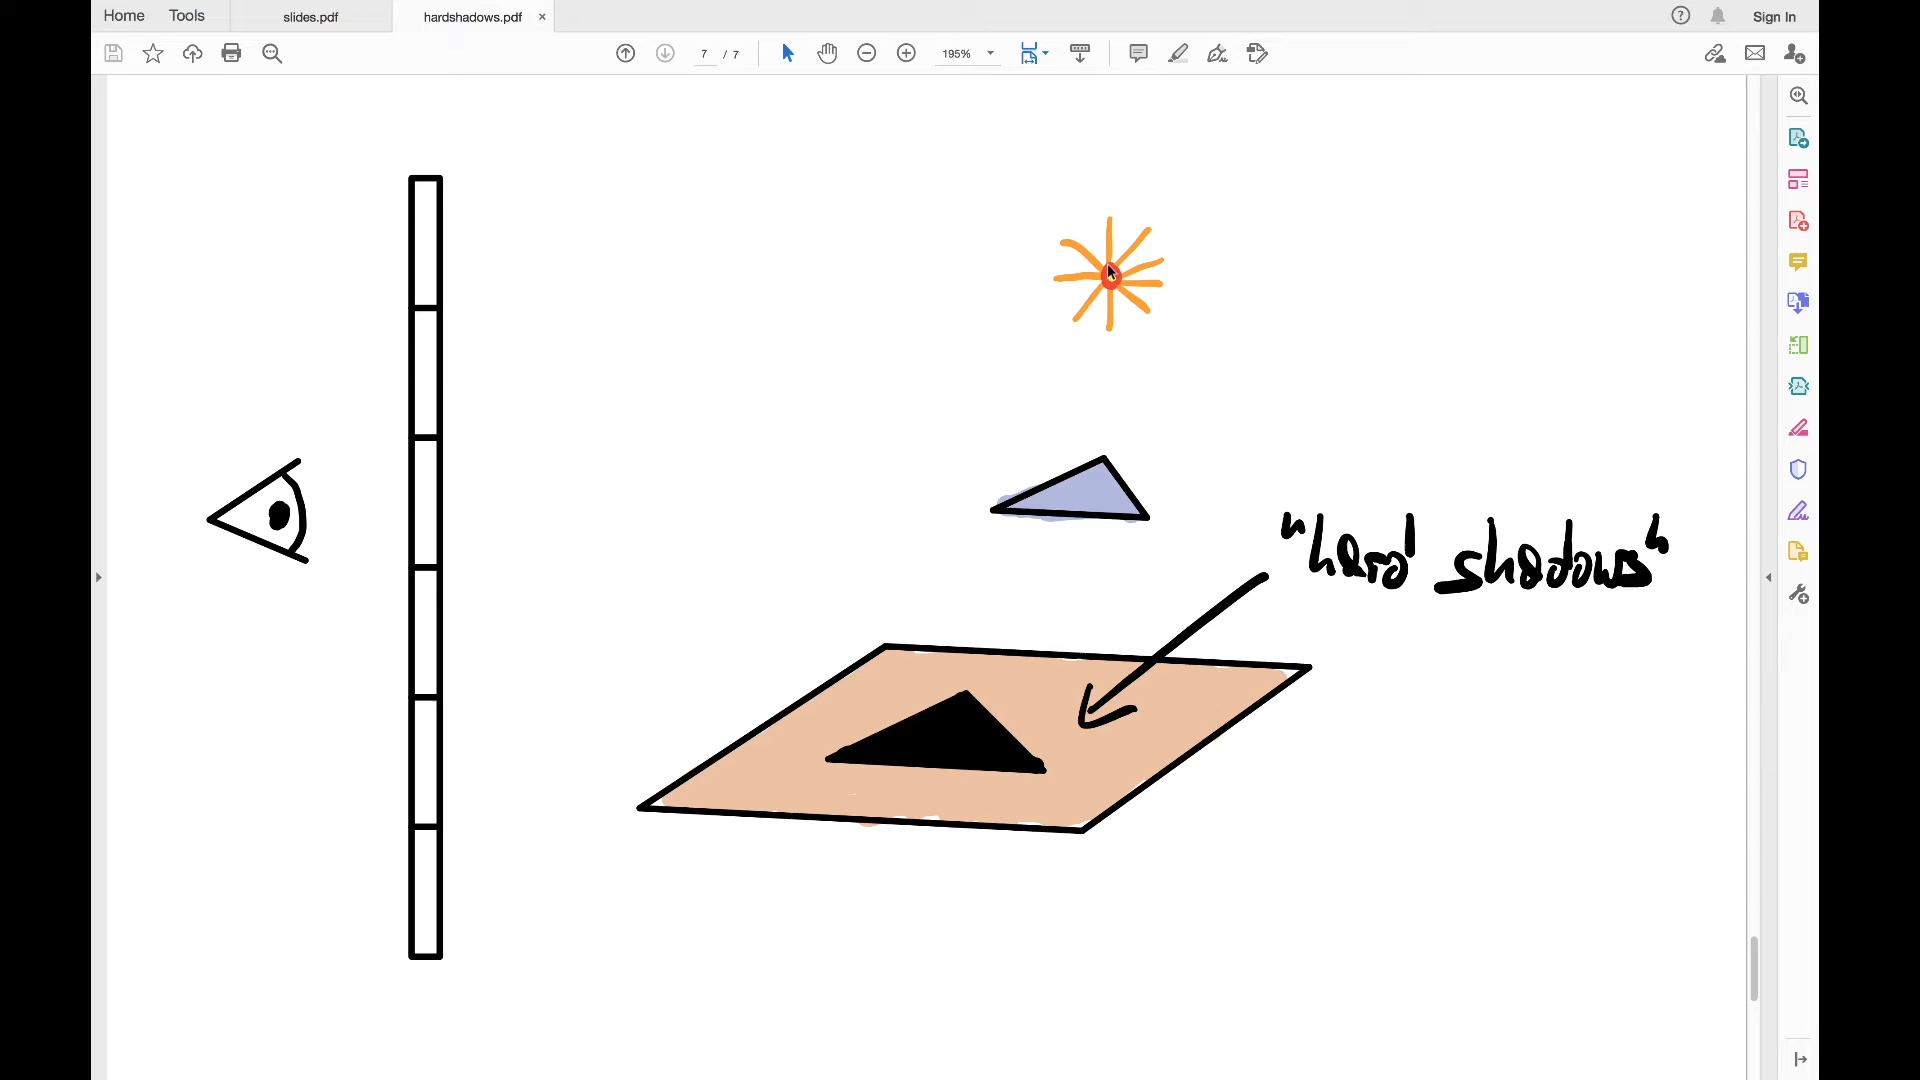 Home Tools slides.pdf hardshadows.pdf × Sign In
7 / 7 195%
"hard shadows"